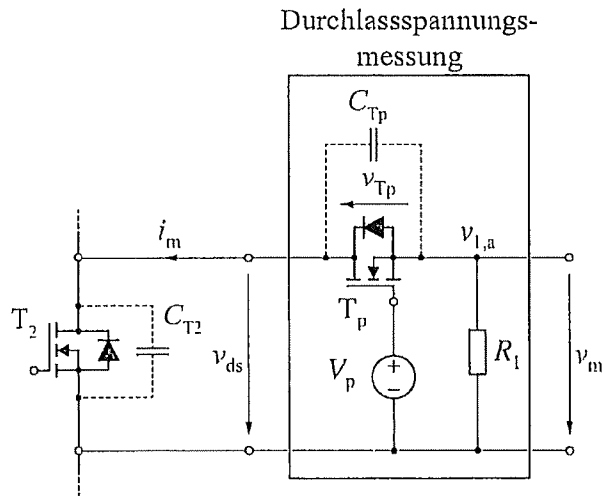 Durchlassspannungs-
messung
C_Tp
v_Tp
i_m
v_1,a
T_2
C_T2
T_p
v_ds
V_p
+
−
R_1
v_m